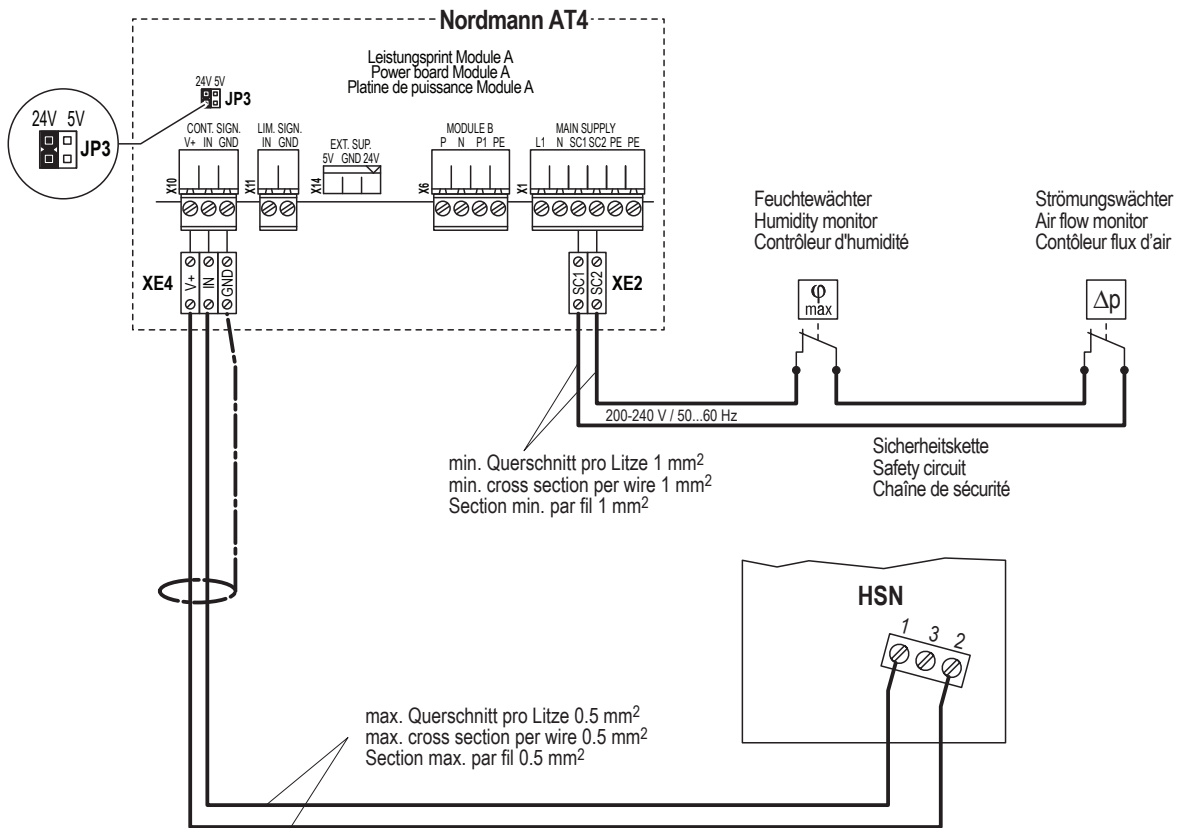 Nordmann AT4
Leistungsprint Module A
Power board Module A
Platine de puissance Module A
24V 5V
JP3
24V 5V
JP3
CONT. SIGN.
V+ IN GND
X10
LIM. SIGN.
IN GND
X11
EXT. SUP.
5V GND 24V
X14
MODULE B
P N P1 PE
X6
MAIN SUPPLY
L1 N SC1 SC2 PE PE
X1
XE4
V+
IN
GND
SC1
SC2
XE2
Feuchtewächter
Humidity monitor
Contrôleur d'humidité
φ
max
Strömungswächter
Air flow monitor
Contôleur flux d'air
Δp
200-240 V / 50...60 Hz
Sicherheitskette
Safety circuit
Chaîne de sécurité
min. Querschnitt pro Litze 1 mm²
min. cross section per wire 1 mm²
Section min. par fil 1 mm²
HSN
1 3 2
max. Querschnitt pro Litze 0.5 mm²
max. cross section per wire 0.5 mm²
Section max. par fil 0.5 mm²